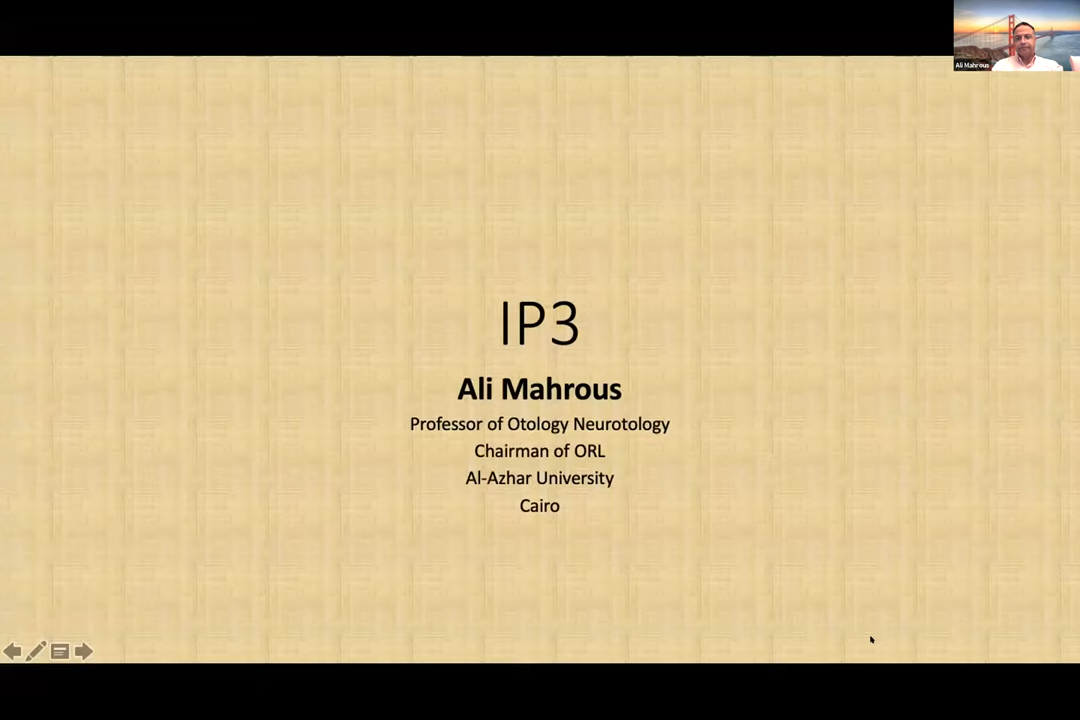 Ali Mahrous
IP3
Ali Mahrous
Professor of Otology Neurotology
Chairman of ORL
Al-Azhar University
Cairo